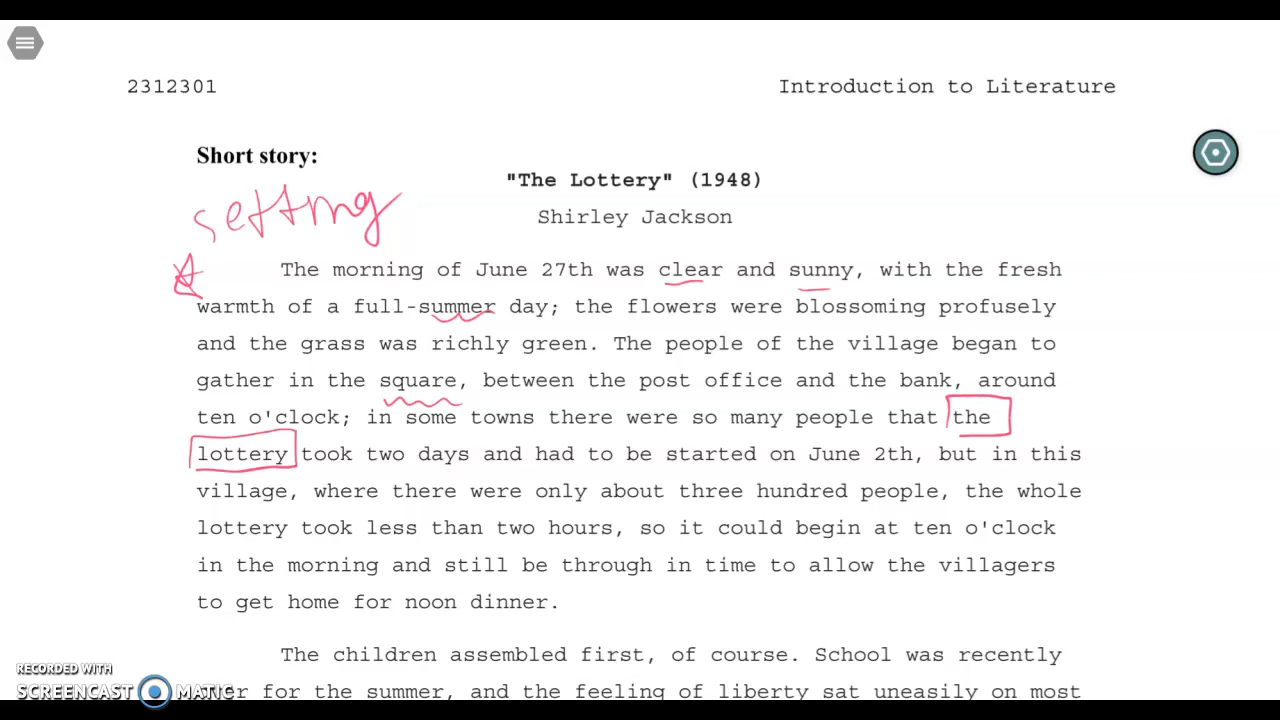 2312301 Introduction to Literature
Short story:
"The Lottery" (1948)
setting
Shirley Jackson
The morning of June 27th was clear and sunny, with the fresh
warmth of a full-summer day; the flowers were blossoming profusely
and the grass was richly green. The people of the village began to
gather in the square, between the post office and the bank, around
ten o'clock; in some towns there were so many people that the
lottery took two days and had to be started on June 2th, but in this
village, where there were only about three hundred people, the whole
lottery took less than two hours, so it could begin at ten o'clock
in the morning and still be through in time to allow the villagers
to get home for noon dinner.
The children assembled first, of course. School was recently
for the summer, and the feeling of liberty sat uneasily on most
RECORDED WITH
SCREENCAST MATIC